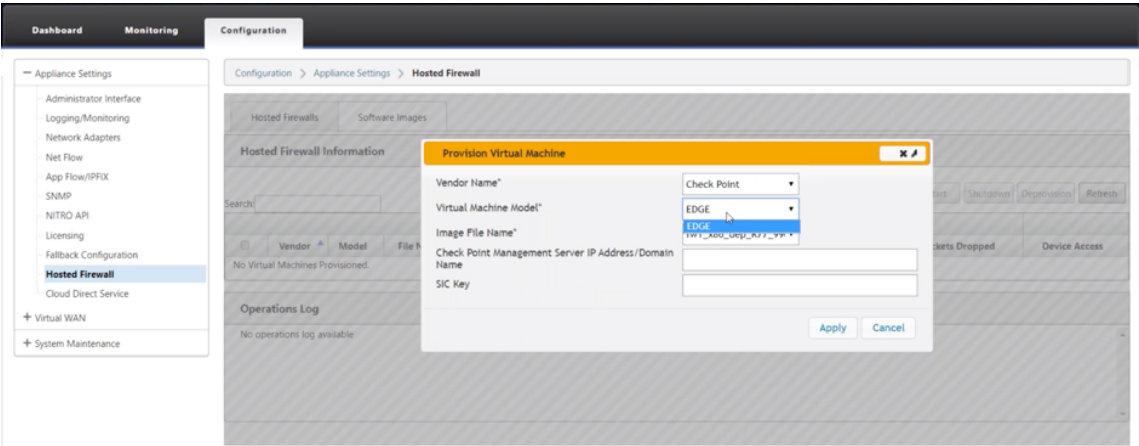 Dashboard Monitoring Configuration
Appliance Settings
Administrator Interface
Logging/Monitoring
Network Adapters
Net Flow
App Flow/IPFIX
SNMP
NITRO API
Licensing
Fallback Configuration
Hosted Firewall
Cloud Direct Service
Virtual WAN
System Maintenance
Configuration > Appliance Settings > Hosted Firewall
Hosted Firewalls Software Images
Hosted Firewall Information
Search:
Shutdown Deprovision Refresh
Vendor Model File
Dropped Device Access
No Virtual Machines Provisioned.
Operations Log
No operations log available
Provision Virtual Machine
Vendor Name* Check Point
Virtual Machine Model* EDGE
EDGE
Image File Name*
Check Point Management Server IP Address/Domain
Name
SIC Key
Apply Cancel